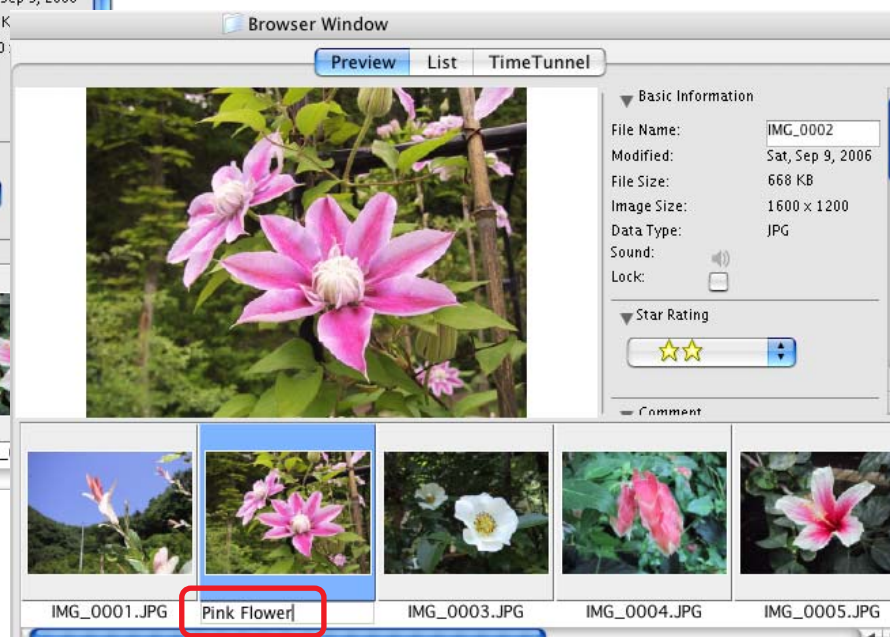 Browser Window
Preview List TimeTunnel
Basic Information
File Name: IMG_0002
Modified: Sat, Sep 9, 2006
File Size: 668 KB
Image Size: 1600 x 1200
Data Type: JPG
Sound:
Lock:
Star Rating
Comment
IMG_0001.JPG Pink Flower IMG_0003.JPG IMG_0004.JPG IMG_0005.JPG